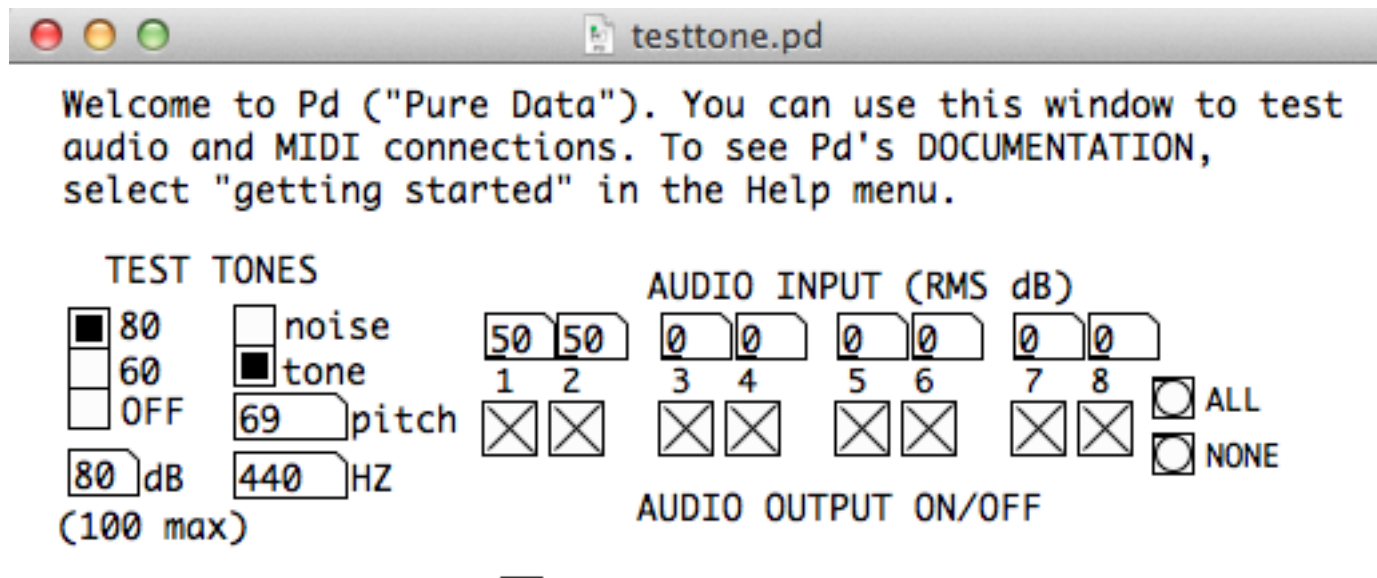 testtone.pd
Welcome to Pd ("Pure Data"). You can use this window to test
audio and MIDI connections. To see Pd's DOCUMENTATION,
select "getting started" in the Help menu.
TEST TONES
80
60
OFF
noise
tone
69 pitch
80 dB
440 HZ
(100 max)
AUDIO INPUT (RMS dB)
50 50 0 0 0 0 0 0
1 2 3 4 5 6 7 8
ALL
NONE
AUDIO OUTPUT ON/OFF